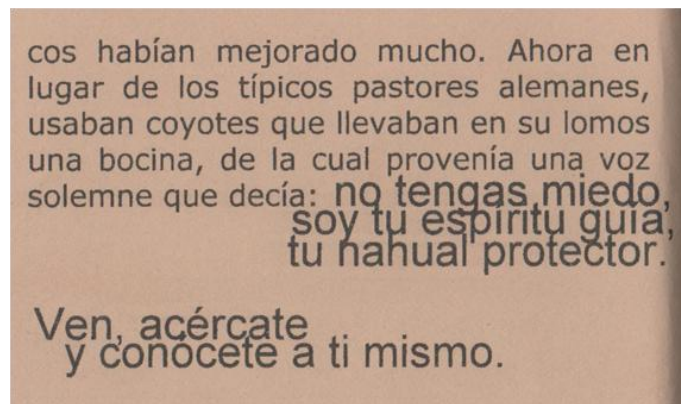 cos habían mejorado mucho. Ahora en
lugar de los típicos pastores alemanes,
usaban coyotes que llevaban en su lomos
una bocina, de la cual provenía una voz
solemne que decía: no tengas miedo,
soy tu espíritu guía,
tu nahual protector.
Ven, acércate
y conócete a ti mismo.